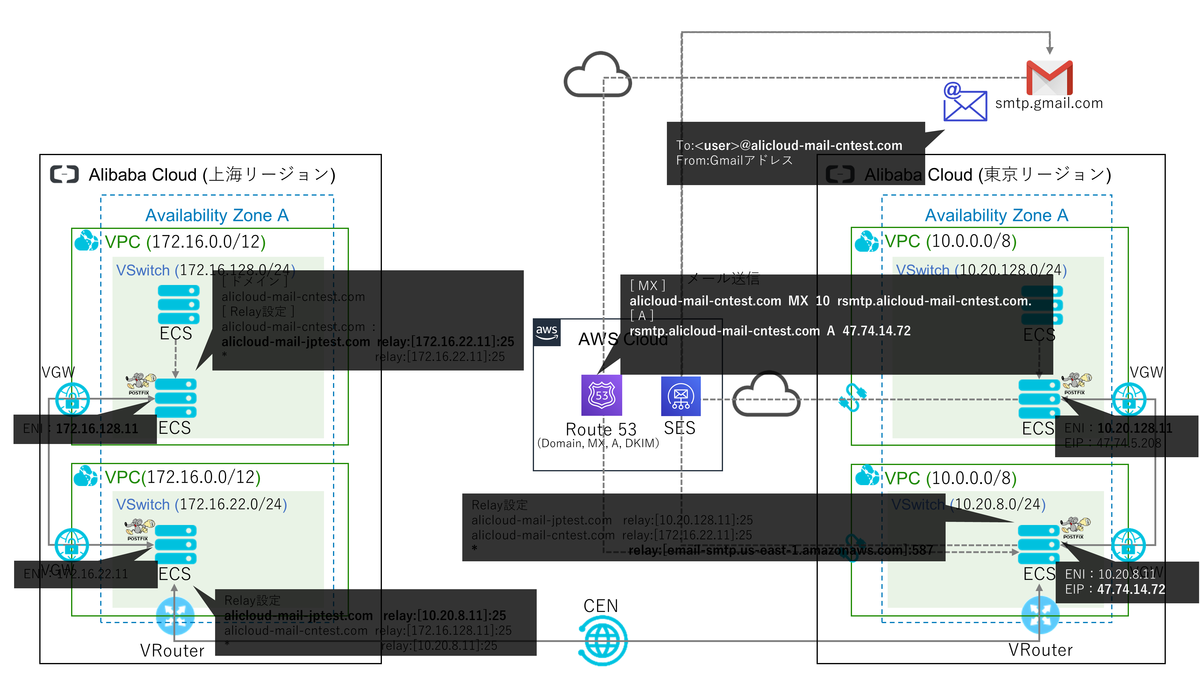 smtp.gmail.com
To:<user>@alicloud-mail-cntest.com
From:Gmailアドレス
Alibaba Cloud (上海リージョン)
Availability Zone A
VPC (172.16.0.0/12)
VSwitch (172.16.128.0/24)
ECS
[ ドメイン ]
alicloud-mail-cntest.com
[ Relay設定 ]
alicloud-mail-cntest.com :
alicloud-mail-jptest.com relay:[172.16.22.11]:25
* relay:[172.16.22.11]:25
VGW
POSTFIX
ENI：172.16.128.11
ECS
VPC(172.16.0.0/12)
VSwitch (172.16.22.0/24)
POSTFIX
VGW
ENI：172.16.22.11
ECS
Relay設定
alicloud-mail-jptest.com relay:[10.20.8.11]:25
alicloud-mail-cntest.com relay:[172.16.128.11]:25
* relay:[10.20.8.11]:25
VRouter
CEN
メール送信
[ MX ]
alicloud-mail-cntest.com MX 10 rsmtp.alicloud-mail-cntest.com.
[ A ]
rsmtp.alicloud-mail-cntest.com A 47.74.14.72
aws
AWS Cloud
53
Route 53
(Domain, MX, A, DKIM)
SES
Relay設定
alicloud-mail-jptest.com relay:[10.20.128.11]:25
alicloud-mail-cntest.com relay:[172.16.22.11]:25
* relay:[email-smtp.us-east-1.amazonaws.com]:587
Alibaba Cloud (東京リージョン)
Availability Zone A
VPC (10.0.0.0/8)
VSwitch (10.20.128.0/24)
ECS
VGW
POSTFIX
ECS
ENI：10.20.128.11
EIP：47.74.5.208
VPC (10.0.0.0/8)
VSwitch (10.20.8.0/24)
POSTFIX
ECS
VGW
ENI：10.20.8.11
EIP：47.74.14.72
VRouter